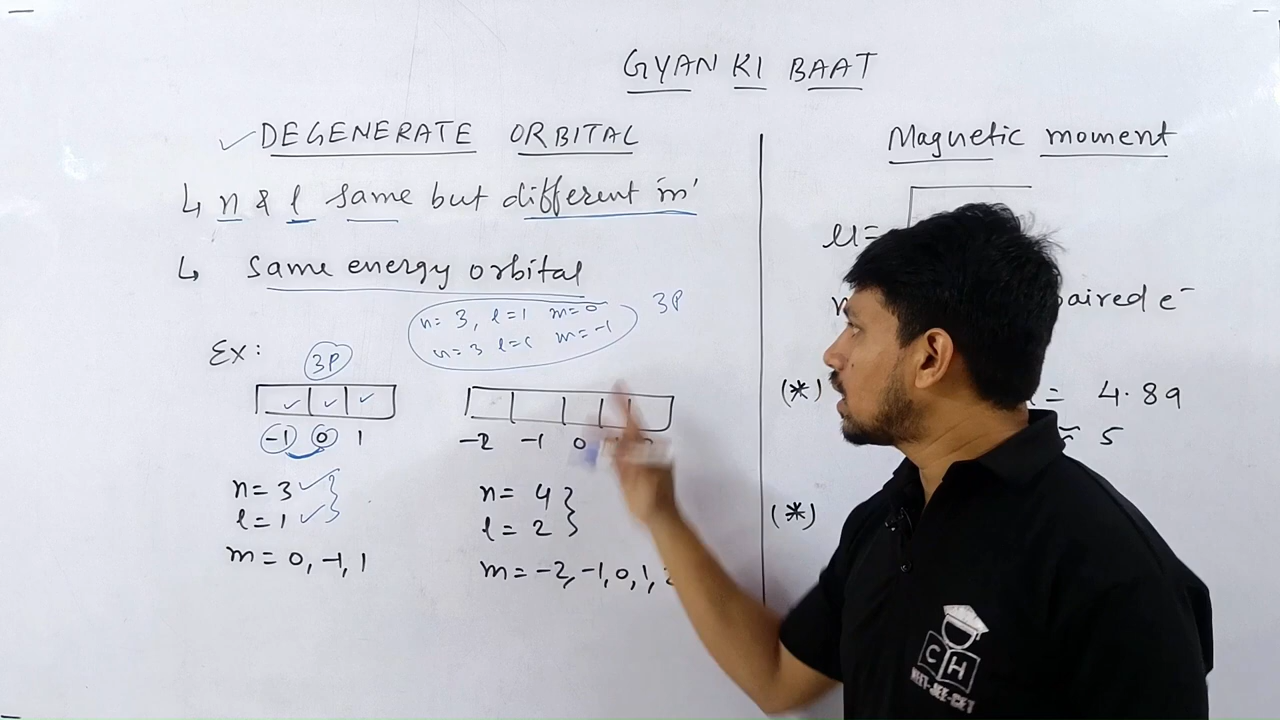 GYAN KI BAAT
DEGENERATE ORBITAL
↳ n & l same but different 'm'
↳ Same energy orbital
n= 3, l=1 m=0
n=3 l=1 m=-1
3P
Ex:
3P
-1 0 1
n= 3
l=1
m= 0, -1, 1
-2 -1 0
n= 4
l= 2
m=-2,-1,0,1,2
Magnetic moment
μ=
paired e⁻
(*) = 4.89
≈ 5
(*)
C H
NEET-JEE-CET